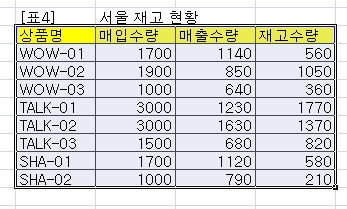 [표4] 서울 재고 현황
상품명 매입수량 매출수량 재고수량
WOW-01 1700 1140 560
WOW-02 1900 850 1050
WOW-03 1000 640 360
TALK-01 3000 1230 1770
TALK-02 3000 1630 1370
TALK-03 1500 680 820
SHA-01 1700 1120 580
SHA-02 1000 790 210